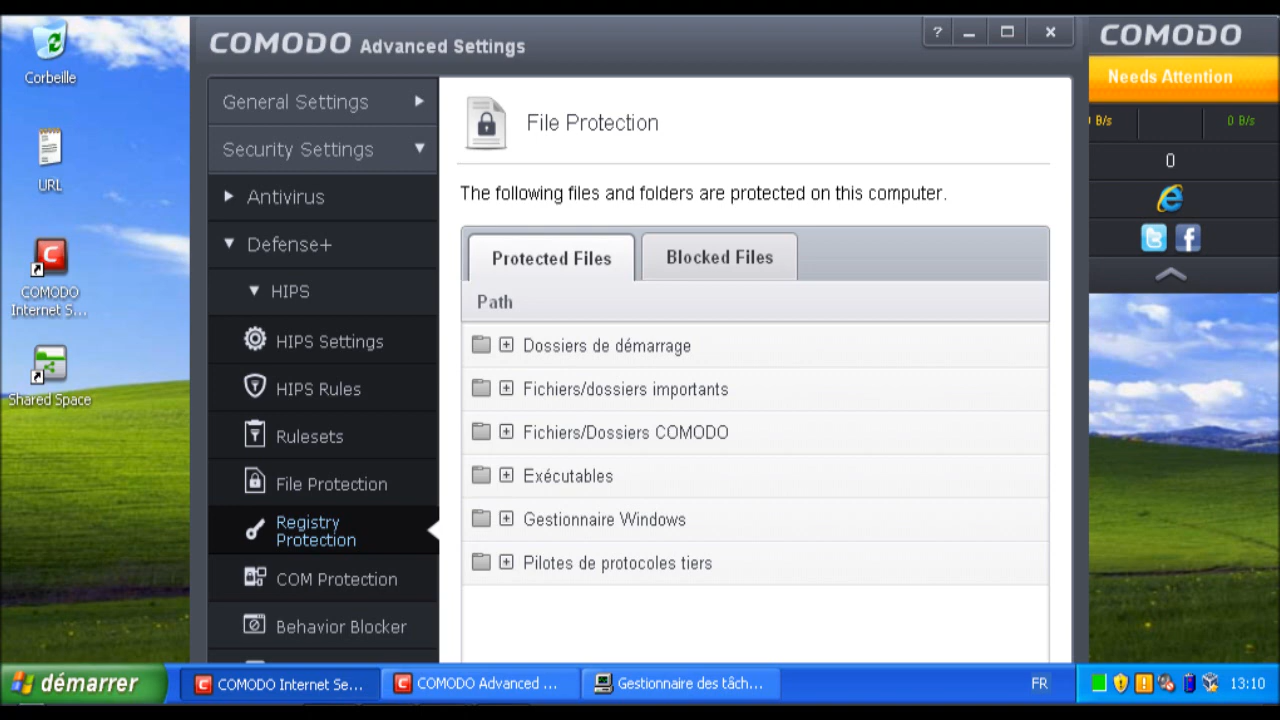 Corbeille
URL
COMODO
Internet S...
Shared Space
COMODO Advanced Settings
?
General Settings
Security Settings
Antivirus
Defense+
HIPS
HIPS Settings
HIPS Rules
Rulesets
File Protection
Registry
Protection
COM Protection
Behavior Blocker
File Protection
The following files and folders are protected on this computer.
Protected Files
Blocked Files
Path
Dossiers de démarrage
Fichiers/dossiers importants
Fichiers/Dossiers COMODO
Exécutables
Gestionnaire Windows
Pilotes de protocoles tiers
COMODO
Needs Attention
B/s
0 B/s
0
démarrer
COMODO Internet Se...
COMODO Advanced ...
Gestionnaire des tâch...
FR
13:10